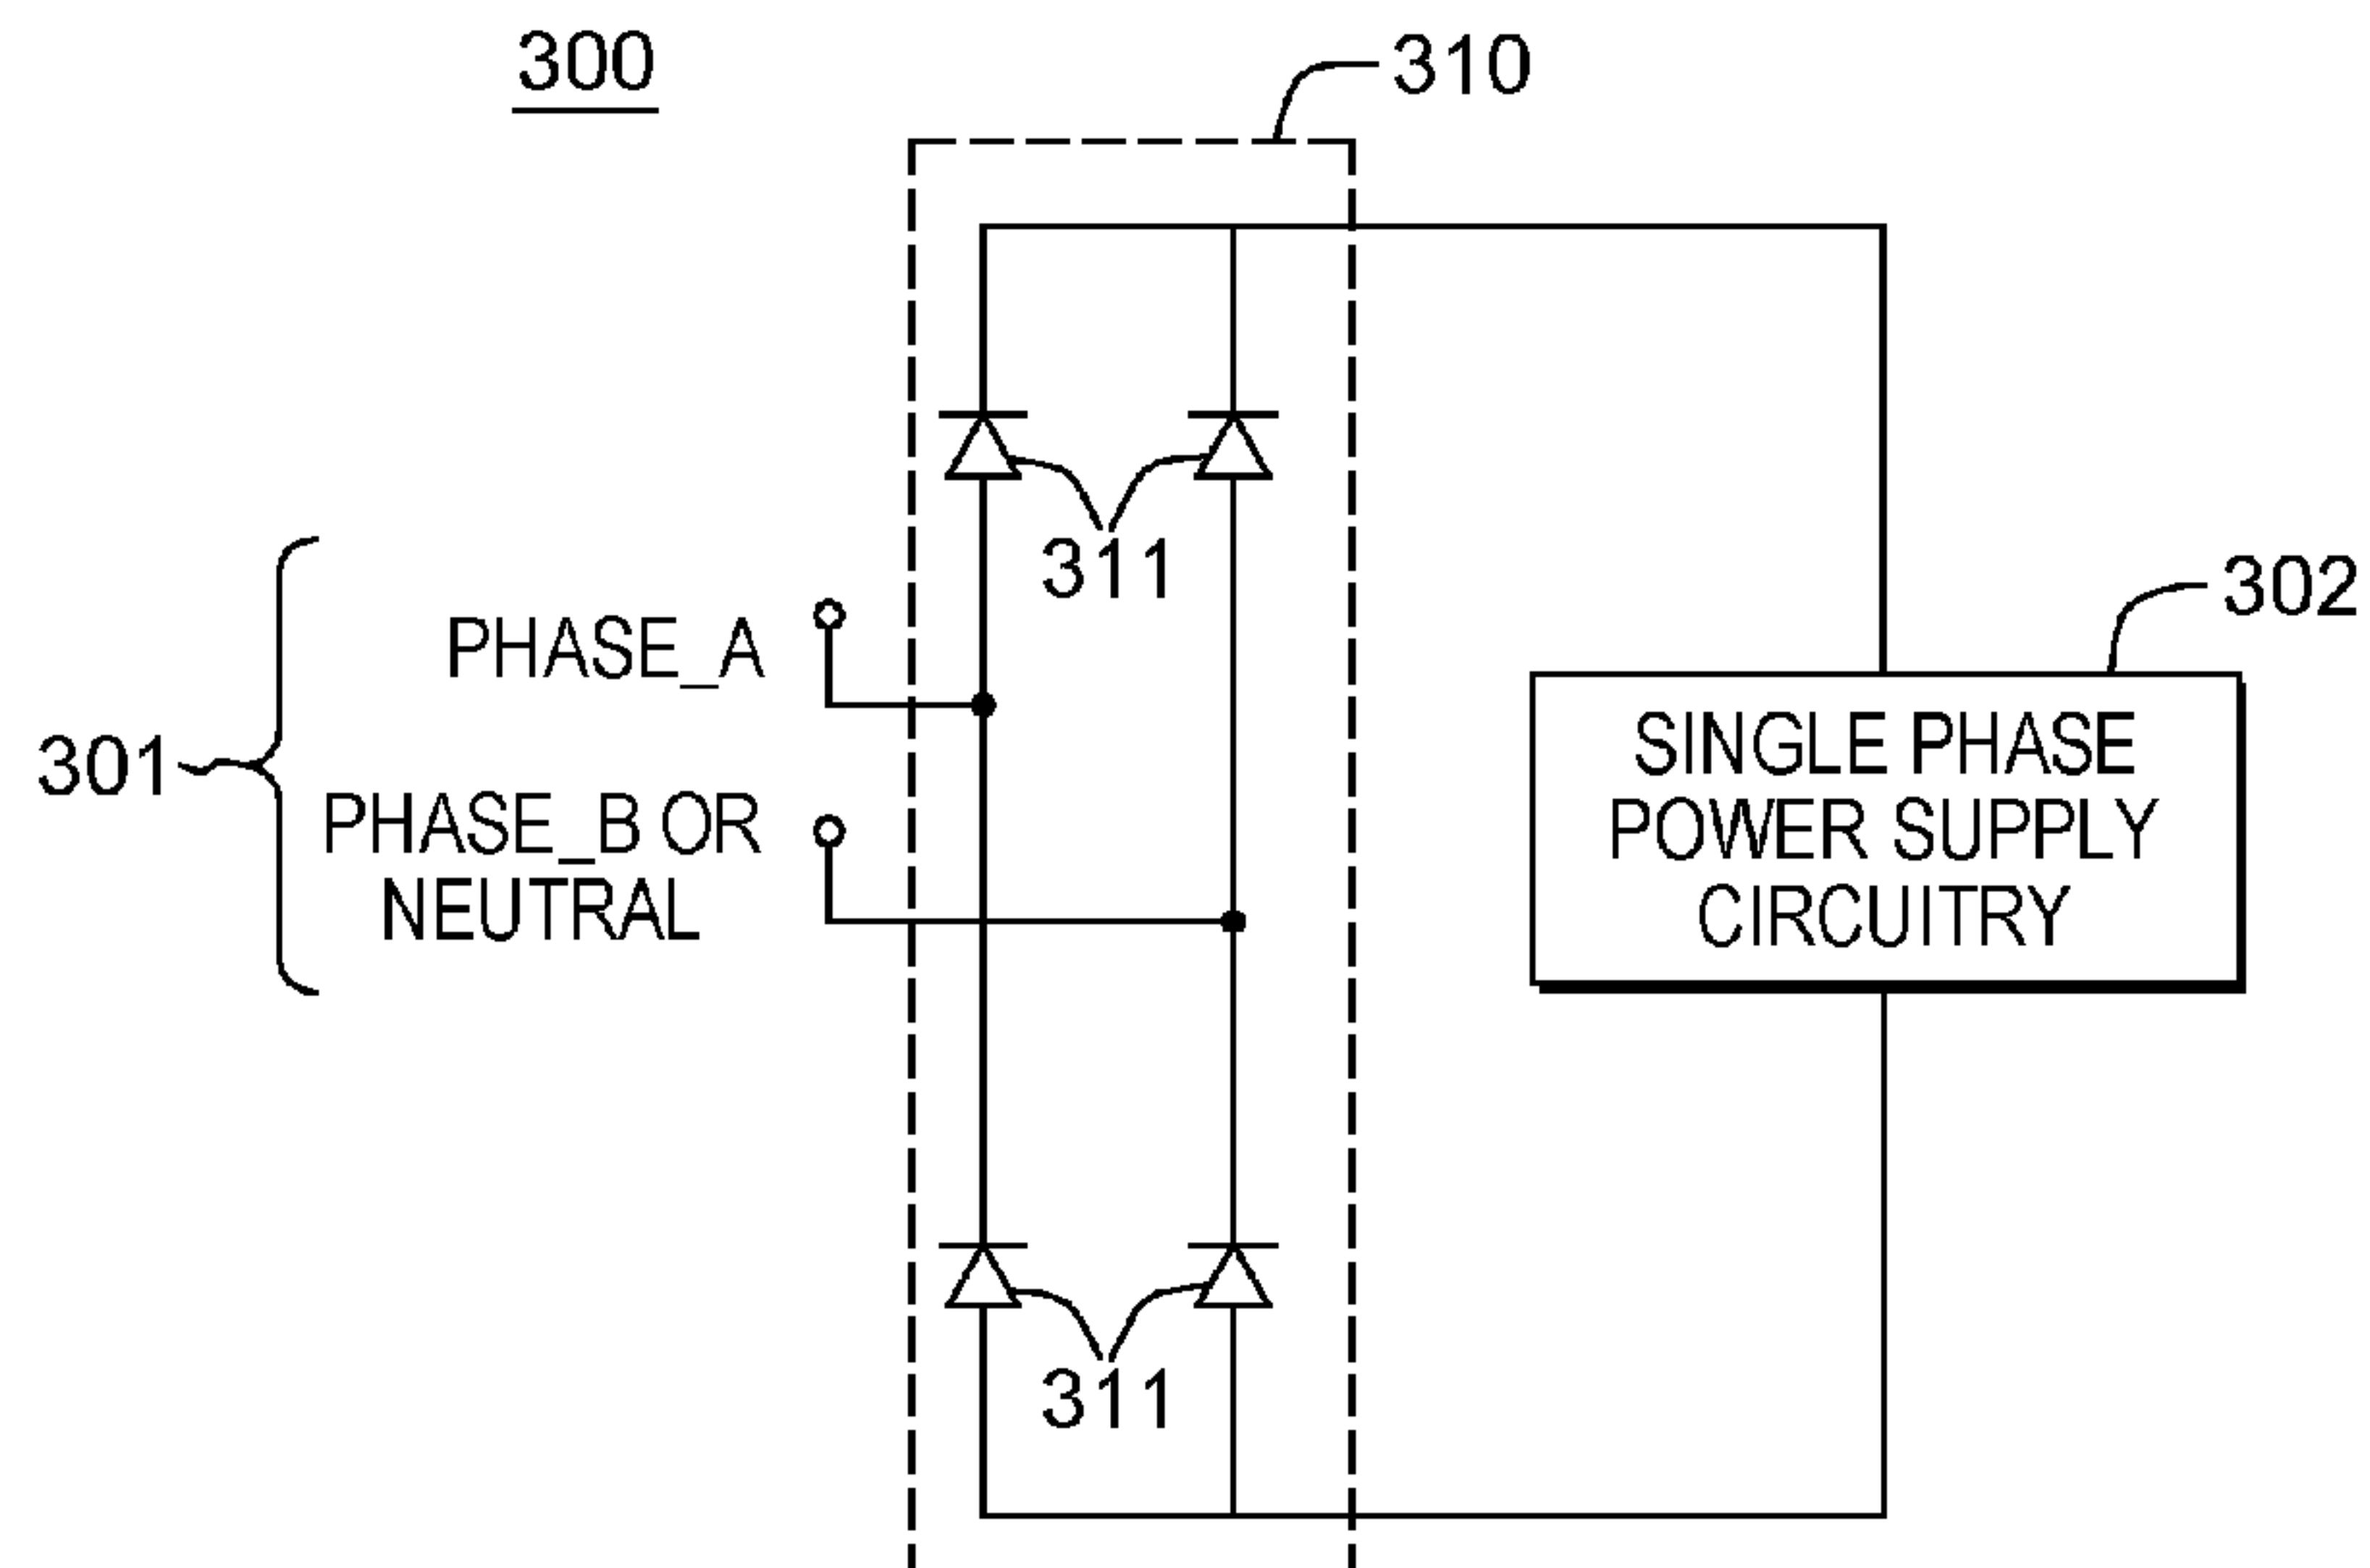 300
310
311
302
PHASE_A
301
PHASE_B OR
NEUTRAL
SINGLE PHASE
POWER SUPPLY
CIRCUITRY
311